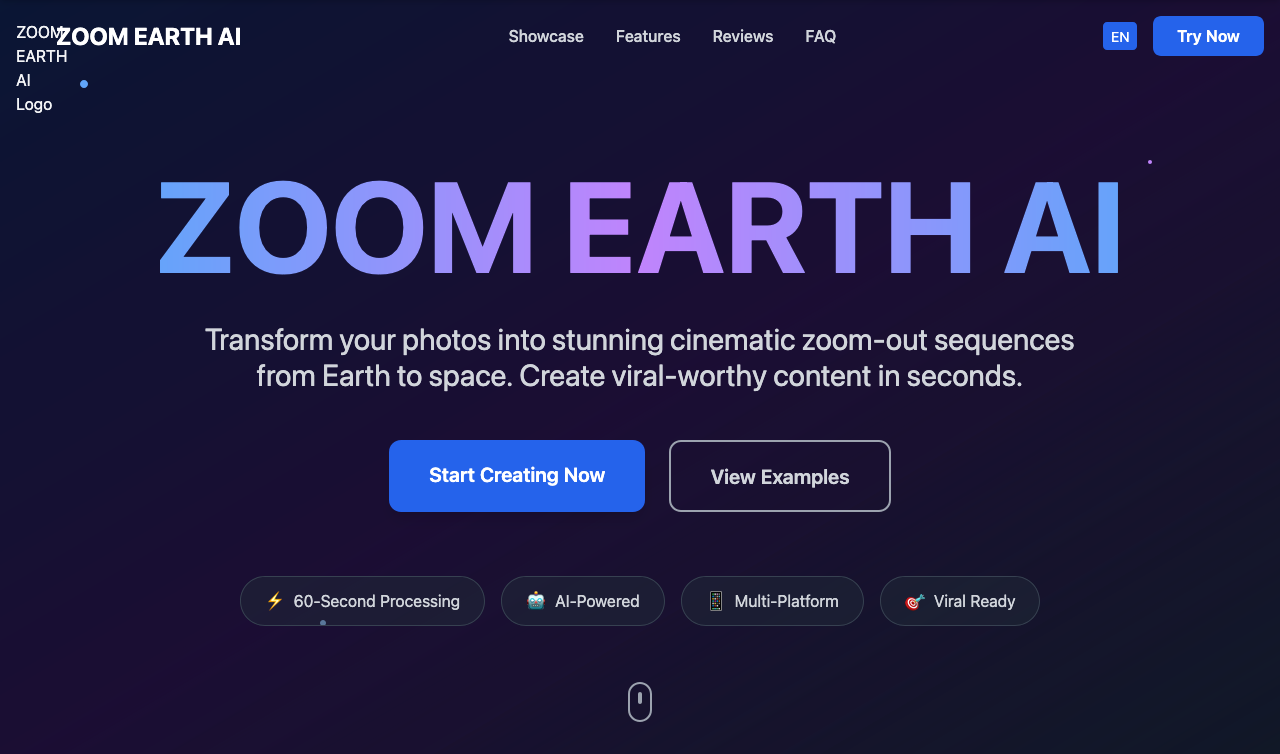 ZOOM
EARTH
AI
Logo
ZOOM EARTH AI
Showcase
Features
Reviews
FAQ
EN
Try Now
ZOOM EARTH AI
Transform your photos into stunning cinematic zoom-out sequences
from Earth to space. Create viral-worthy content in seconds.
Start Creating Now
View Examples
⚡ 60-Second Processing
🤖 AI-Powered
📱 Multi-Platform
🎯 Viral Ready